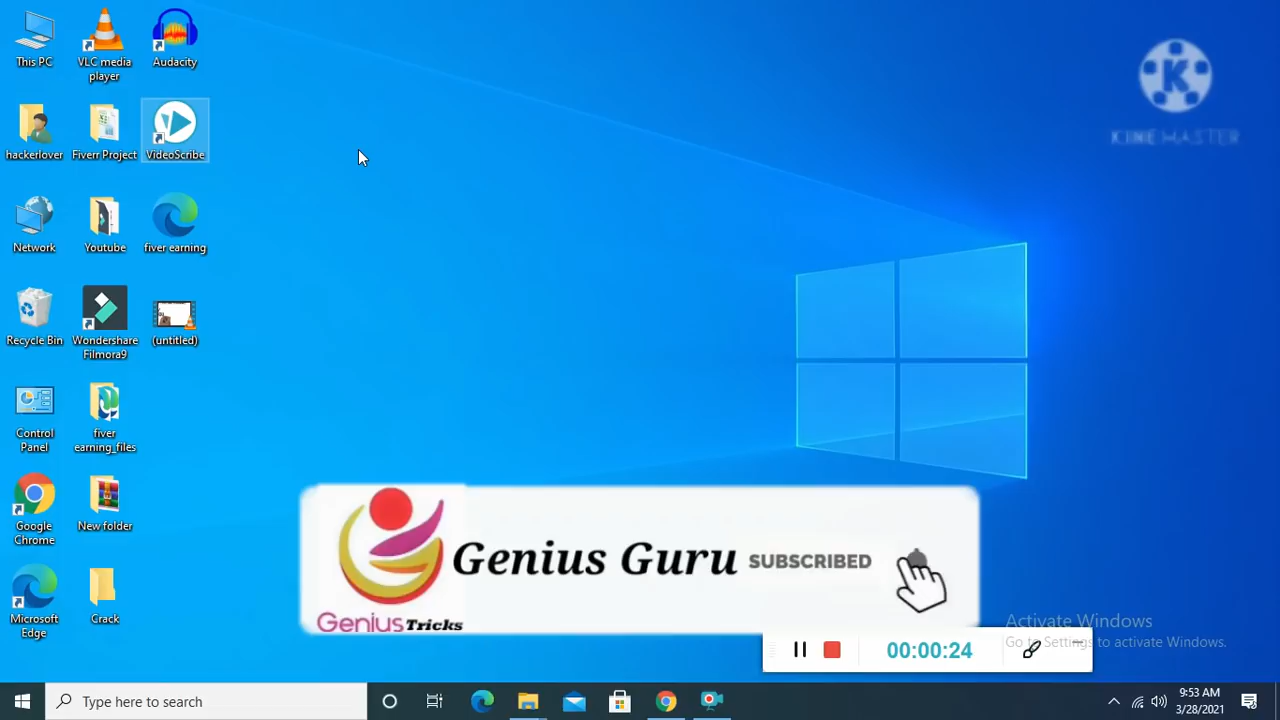 This PC
VLC media
player
Audacity
hackerlover
Fiverr Project
VideoScribe
Network
Youtube
fiver earning
Recycle Bin
Wondershare
Filmora9
(untitled)
Control
Panel
fiver
earning_files
Google
Chrome
New folder
Microsoft
Edge
Crack
K
KINEMASTER
Genius Guru
SUBSCRIBED
Genius Tricks
Activate Windows
Go to Settings to activate Windows.
00:00:24
Type here to search
9:53 AM
3/28/2021